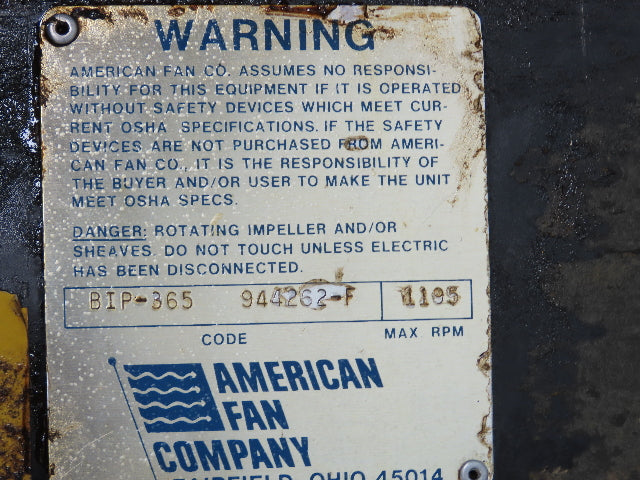 WARNING
AMERICAN FAN CO. ASSUMES NO RESPONSI-
BILITY FOR THIS EQUIPMENT IF IT IS OPERATED
WITHOUT SAFETY DEVICES WHICH MEET CUR-
RENT OSHA SPECIFICATIONS. IF THE SAFETY
DEVICES ARE NOT PURCHASED FROM AMERI-
CAN FAN CO., IT IS THE RESPONSIBILITY OF
THE BUYER AND/OR USER TO MAKE THE UNIT
MEET OSHA SPECS.
DANGER: ROTATING IMPELLER AND/OR
SHEAVES. DO NOT TOUCH UNLESS ELECTRIC
HAS BEEN DISCONNECTED.
BIP-365 944262-F 1195
CODE MAX RPM
AMERICAN
FAN
COMPANY
FAIRFIELD, OHIO 45014